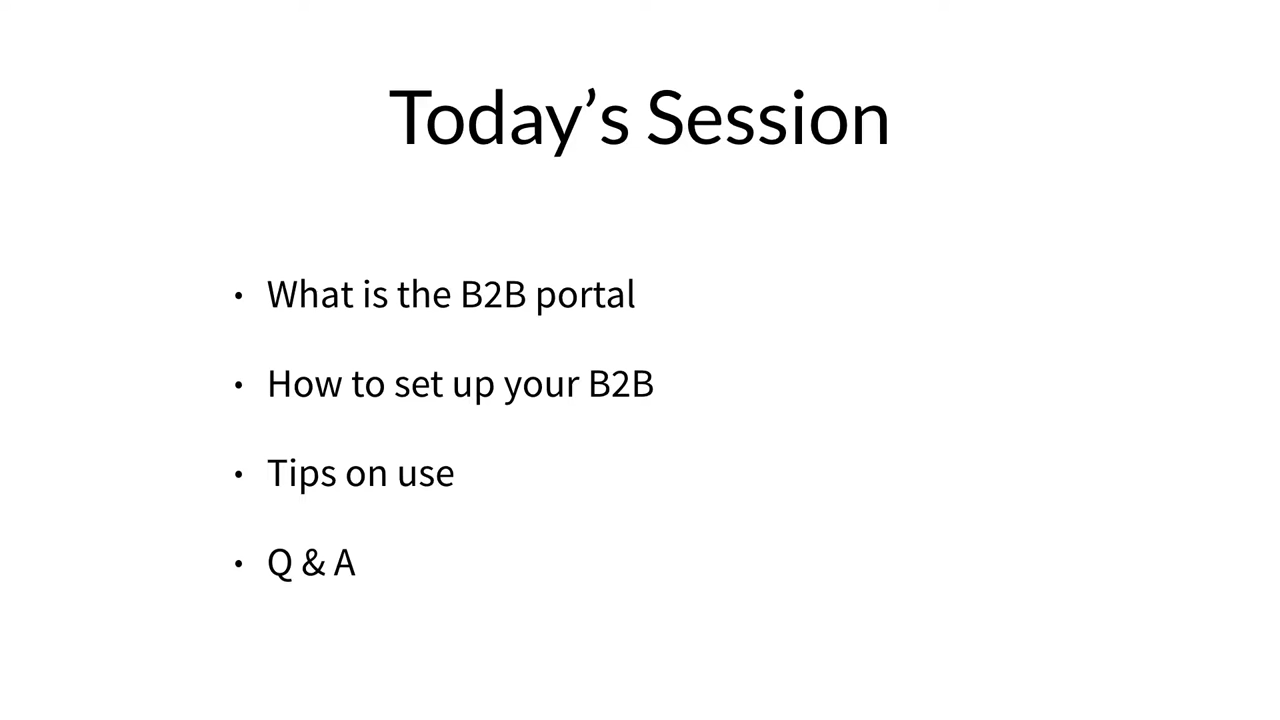 Today’s Session
• What is the B2B portal
• How to set up your B2B
• Tips on use
• Q & A